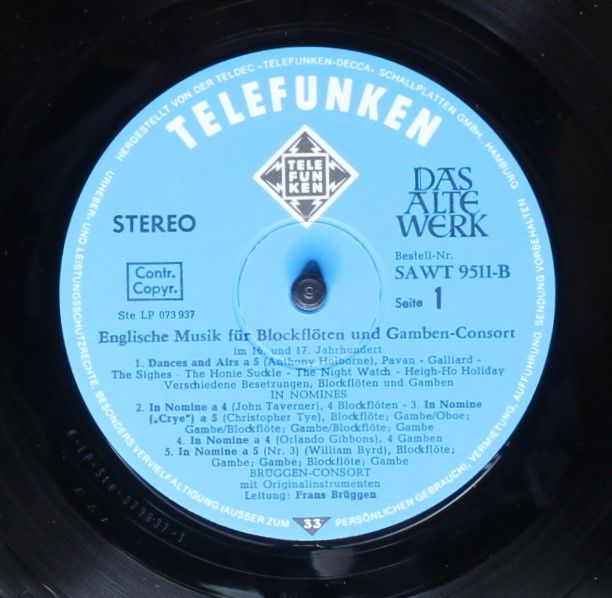 HERGESTELLT VON DER TELDEC »TELEFUNKEN-DECCA« SCHALLPLATTEN GMBH, HAMBURG
TELEFUNKEN
TELE
FUN
KEN
DAS
ALTE
WERK
STEREO
Bestell-Nr.
SAWT 9511-B
Contr.
Copyr.
Seite 1
Ste LP 073 937
Englische Musik für Blockflöten und Gamben-Consort
im 16. und 17. Jahrhundert
1. Dances and Airs a 5 (Anthony Holborne), Pavan - Galliard -
The Sighes - The Honie Suckle - The Night Watch - Heigh-Ho Holiday
Verschiedene Besetzungen, Blockflöten und Gamben
IN NOMINES
2. In Nomine a 4 (John Taverner), 4 Blockflöten - 3. In Nomine
(„Crye”) a 5 (Christopher Tye), Blockflöte; Gambe/Oboe;
Gambe/Blockflöte; Gambe/Blockflöte; Gambe
4. In Nomine a 4 (Orlando Gibbons), 4 Gamben
5. In Nomine a 5 (Nr. 3) (William Byrd), Blockflöte;
Gambe; Gambe; Blockflöte; Gambe
BRÜGGEN-CONSORT
mit Originalinstrumenten
Leitung: Frans Brüggen
33
URHEBER- UND LEISTUNGSSCHUTZRECHTE, BESONDERS VERVIELFÄLTIGUNG (AUSSER ZUM PERSÖNLICHEN GEBRAUCH), VERMIETUNG, AUFFÜHRUNG, SENDUNG VORBEHALTEN
K-LP-Ste-073937-1